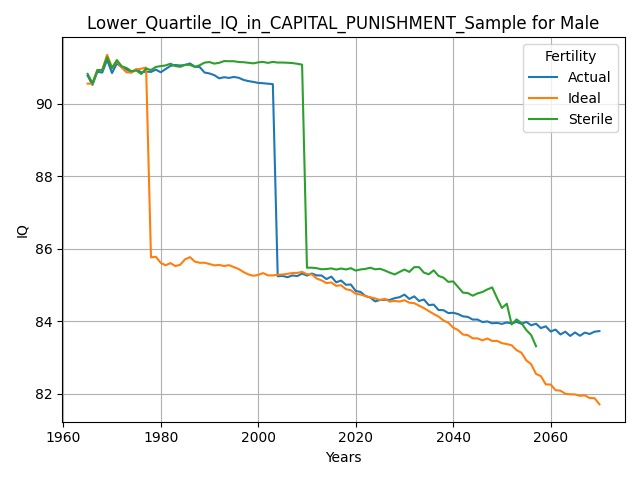 Lower_Quartile_IQ_in_CAPITAL_PUNISHMENT_Sample for Male
Fertility
Actual
Ideal
Sterile
IQ
90
88
86
84
82
1960
1980
2000
2020
2040
2060
Years